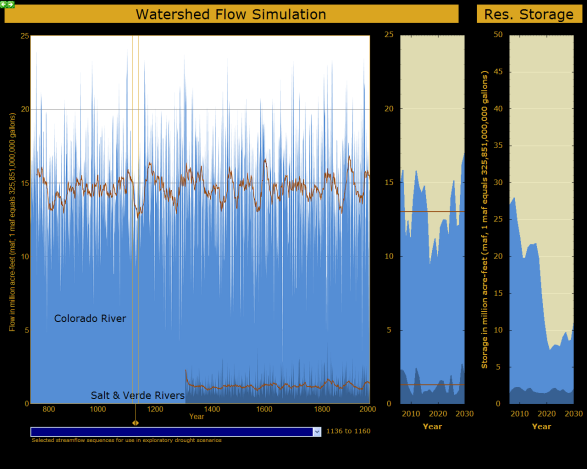 Watershed Flow Simulation
Res. Storage
Flow in million acre-feet (maf, 1 maf equals 325,851,000,000 gallons)
25
20
15
10
5
0
Colorado River
Salt & Verde Rivers
800 1000 1200 1400 1600 1800 2000
Year
1136 to 1160
Selected streamflow sequences for use in exploratory drought scenarios
25
20
15
10
5
0
2010 2020 2030
Year
Storage in million acre-feet (maf, 1 maf equals 325,851,000,000 gallons)
50
45
40
35
30
25
20
15
10
5
0
2010 2020 2030
Year